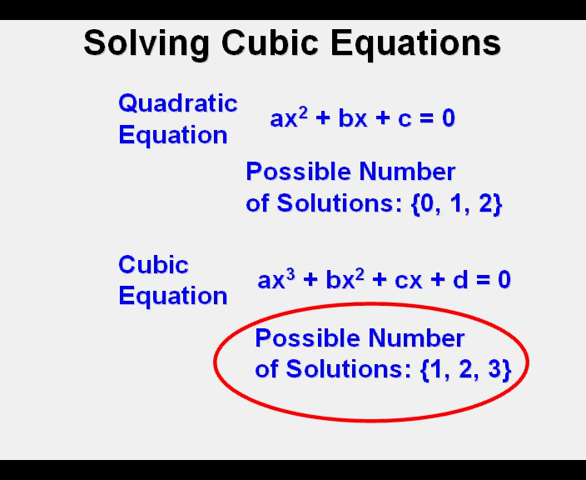 Solving Cubic Equations
Quadratic
Equation
ax² + bx + c = 0
Possible Number
of Solutions: {0, 1, 2}
Cubic
Equation
ax³ + bx² + cx + d = 0
Possible Number
of Solutions: {1, 2, 3}